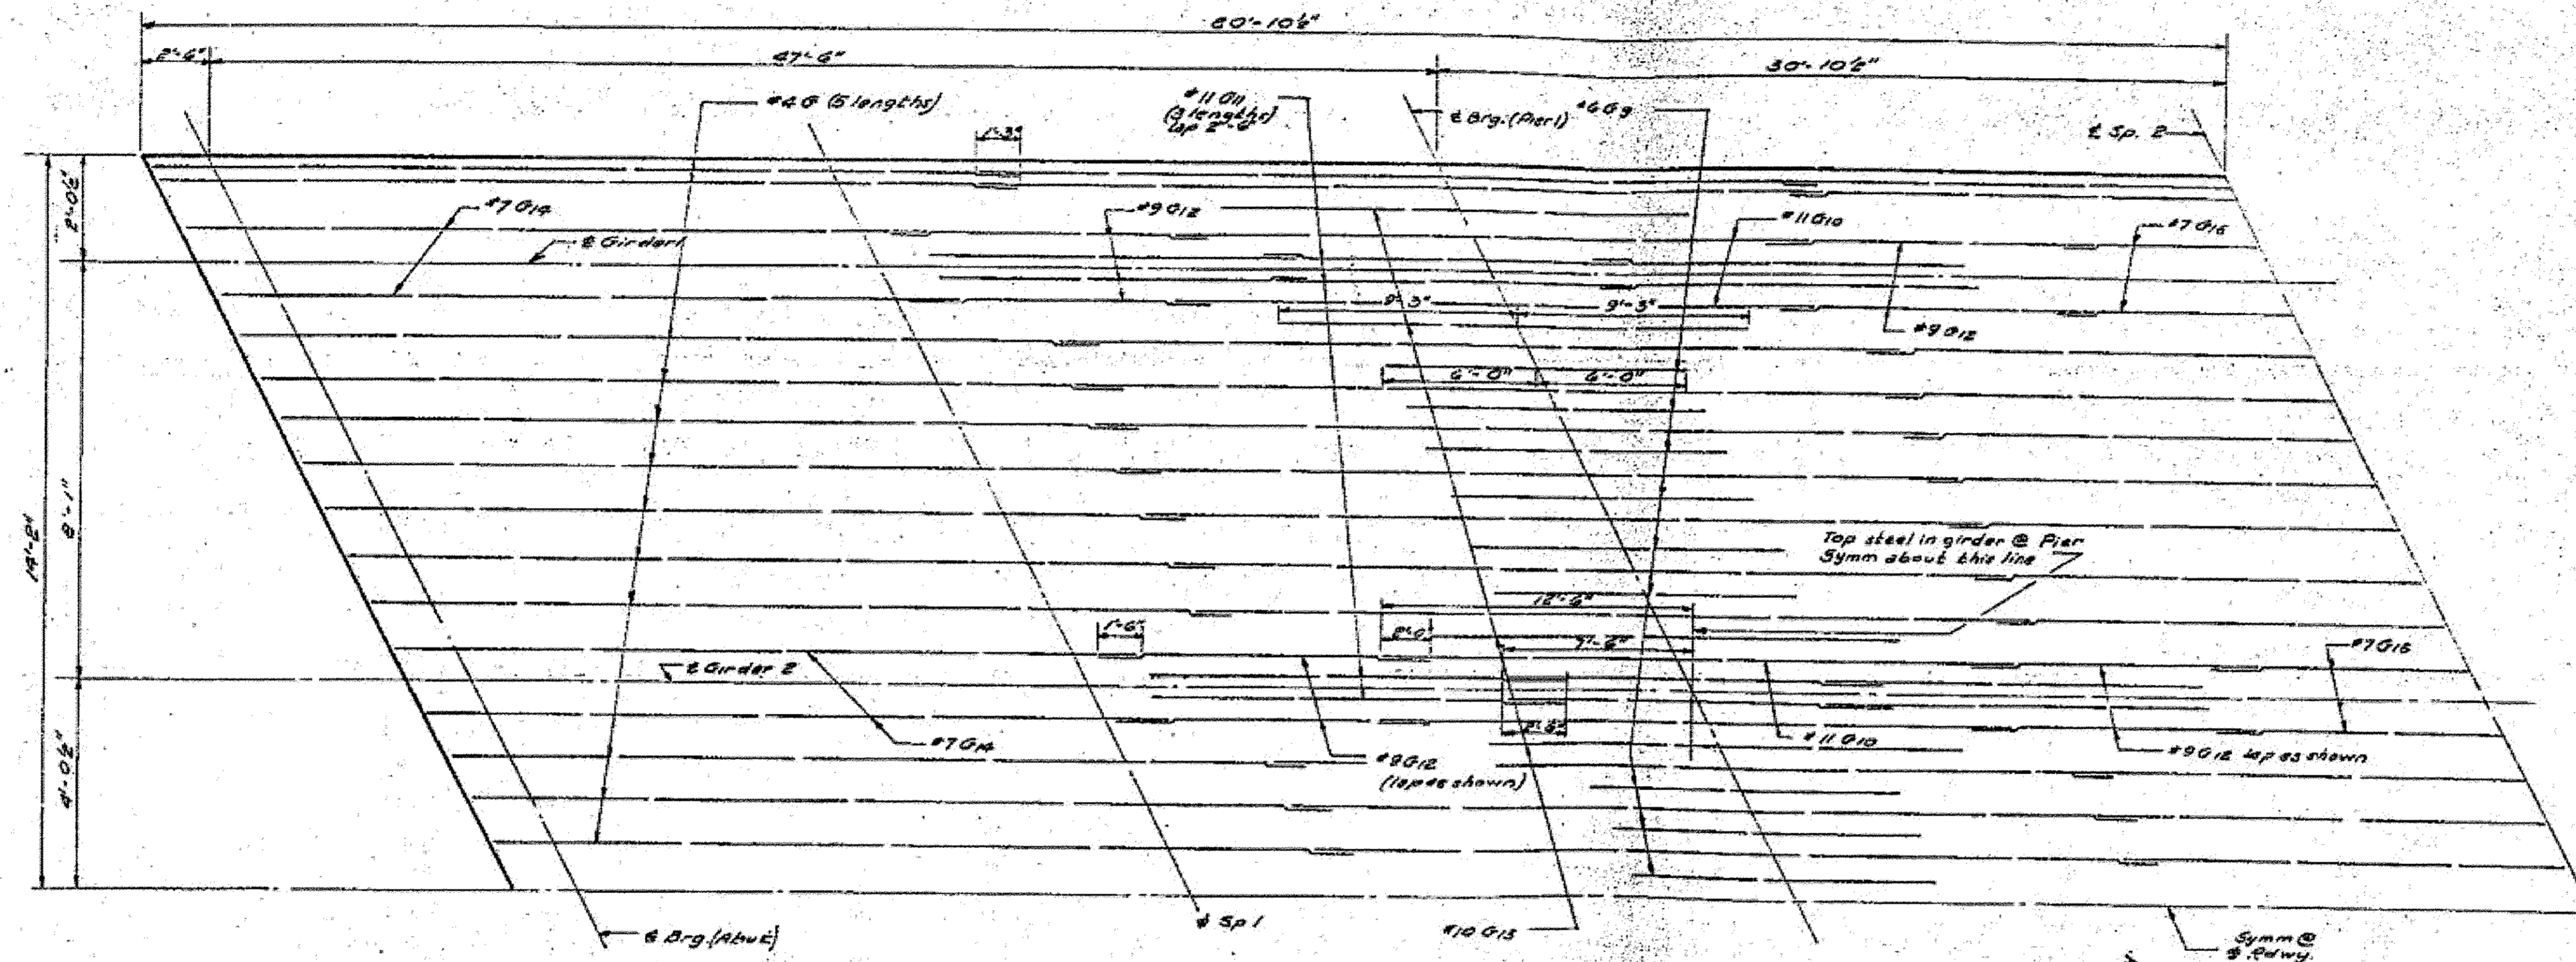 80'-10½"
2'-6"
47'-6"
30'-10½"
#4G (5 lengths)
#11 G11
(3 lengths)
Lap 2'-6"
℄ Brg. (Pier 1)
#6G9
℄ Sp. 2
1'-3"
2'-0½"
#7 G14
#9 G12
#11 G10
#7 G16
℄ Girder 1
9'-3"
9'-3"
#9 G12
6'-0"
6'-0"
14'-2"
8'-1"
Top steel in girder @ Pier
Symm about this line
12'-6"
1'-6"
2'-0"
7'-6"
#7 G16
℄ Girder 2
#7 G14
2'-6"
#11 G10
4'-0½"
#9 G12
(lap as shown)
#9 G12 lap as shown
℄ Brg. (Abut)
℄ Sp 1
#10 G13
Symm @
℄ Rdwy.